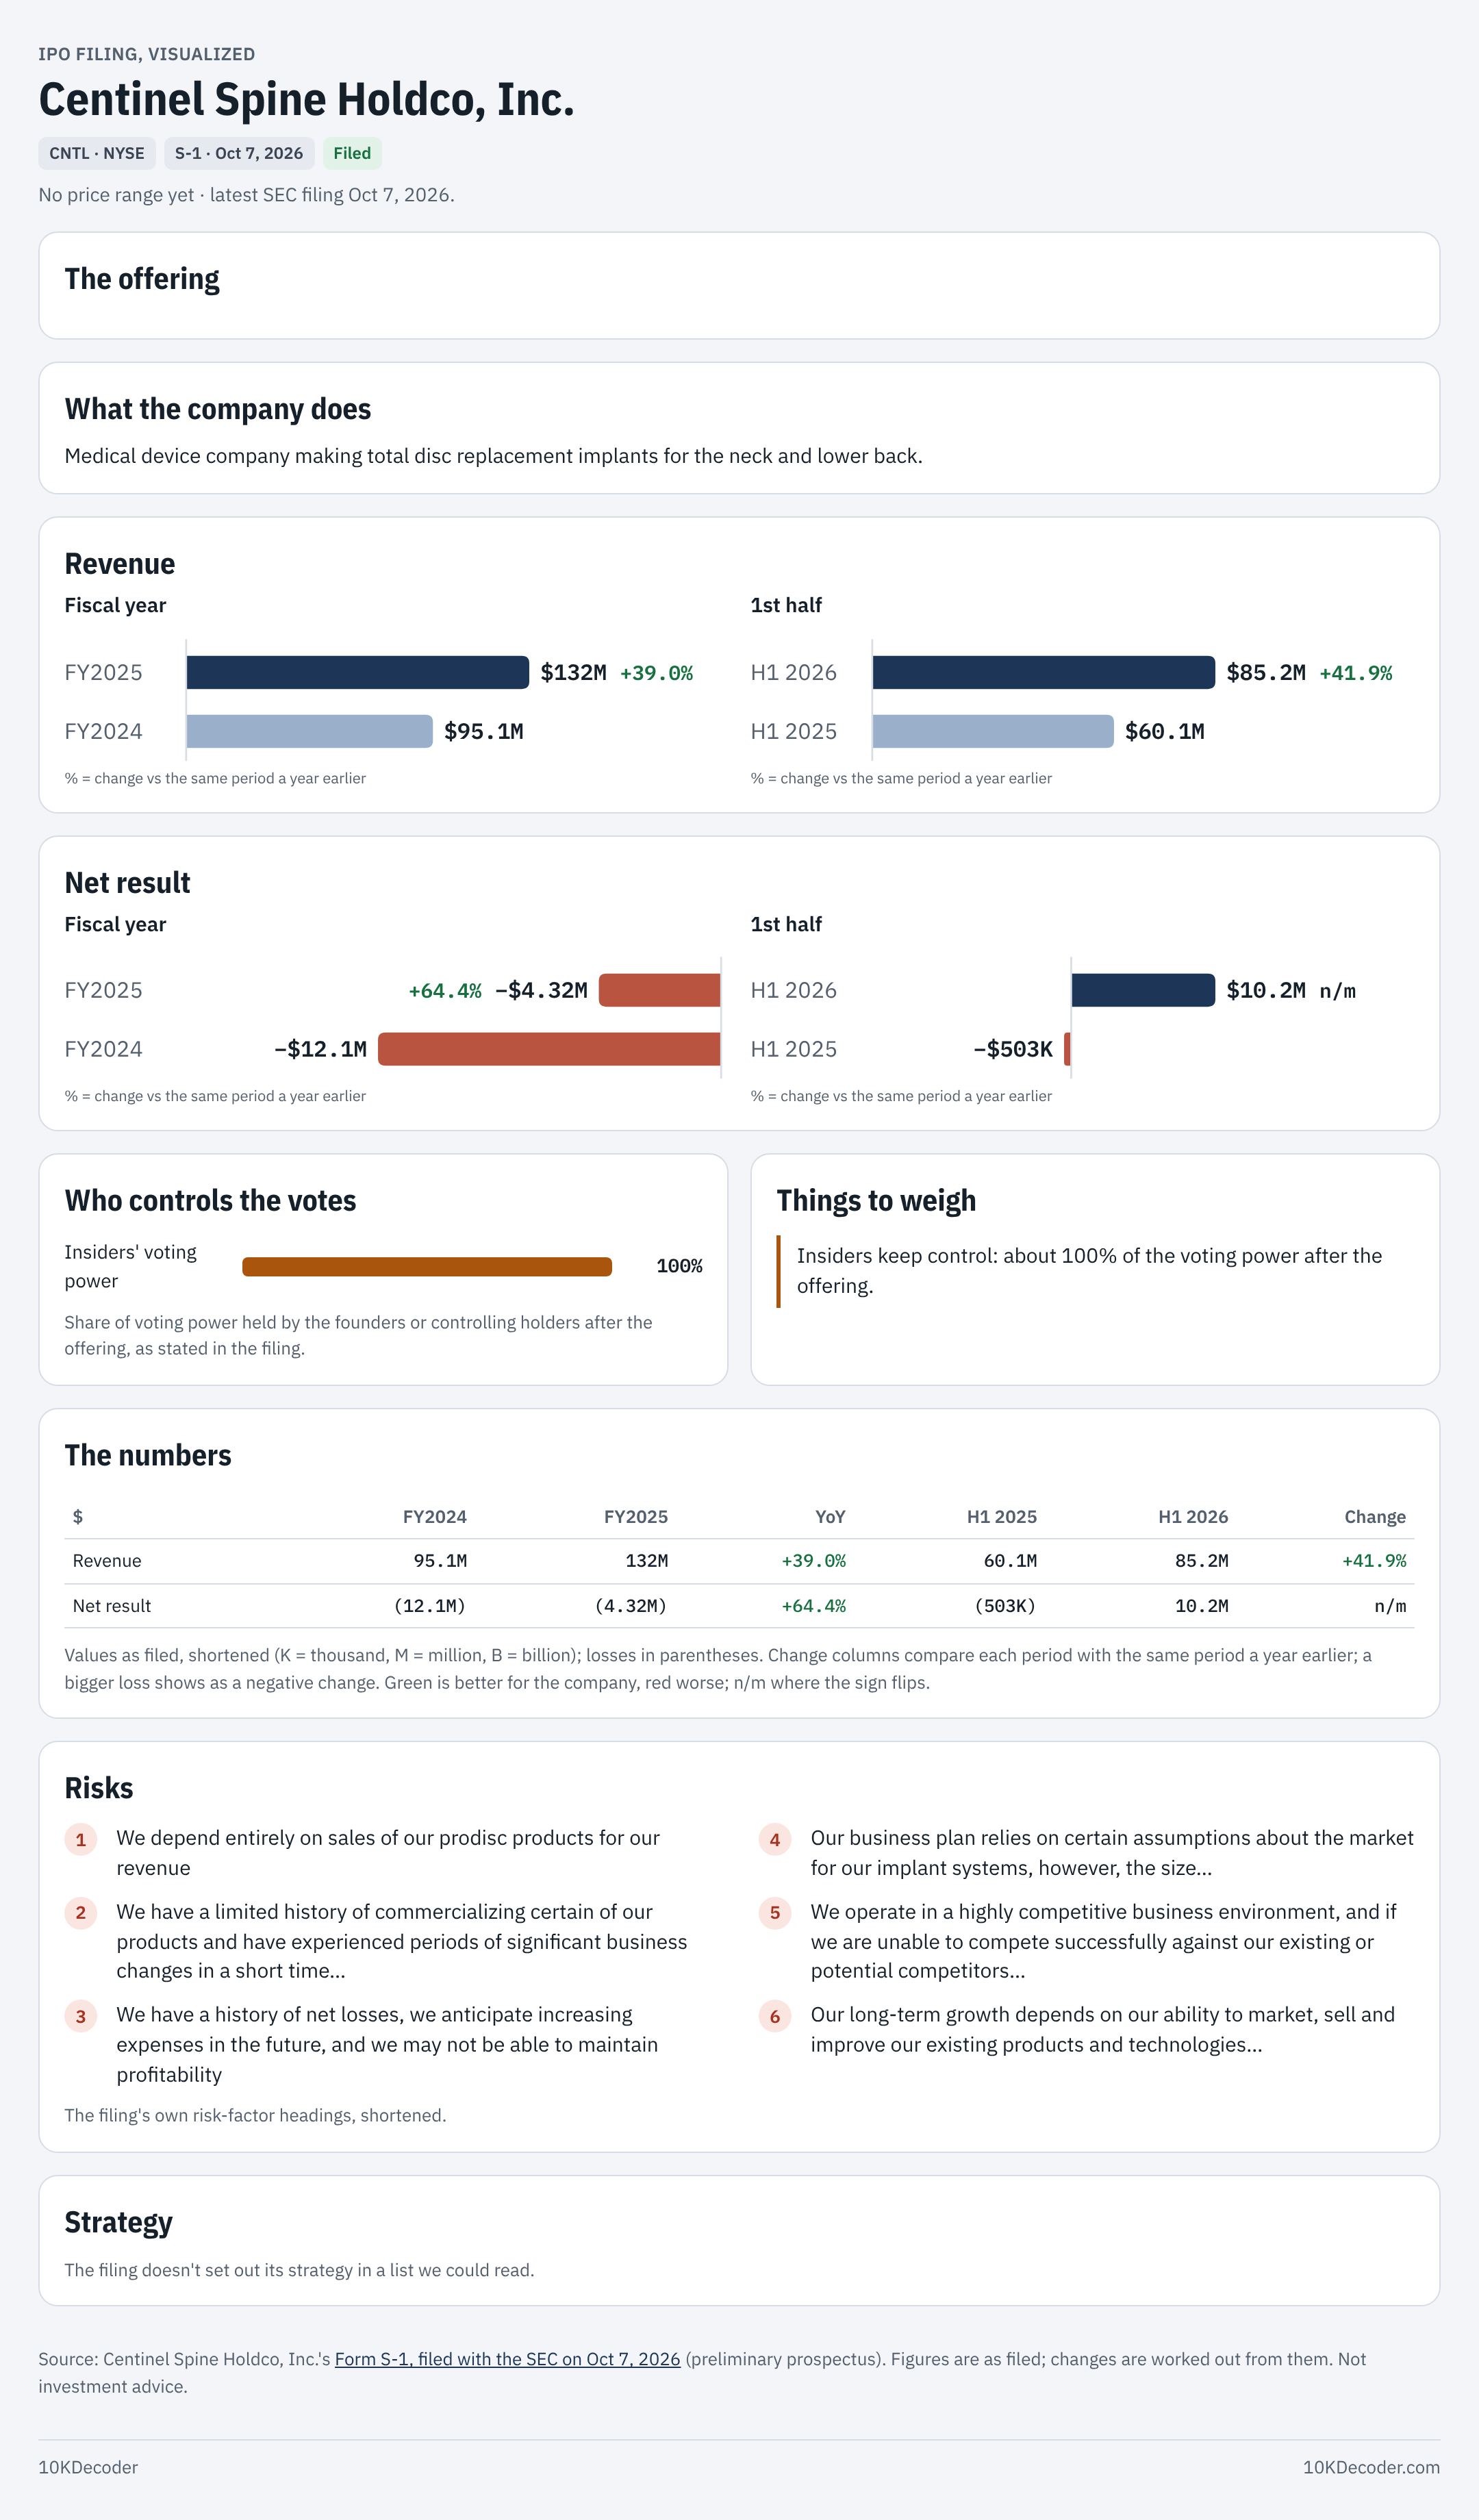 IPO FILING, VISUALIZED
Centinel Spine Holdco, Inc.
CNTL · NYSE
S-1 · Oct 7, 2026
Filed
No price range yet · latest SEC filing Oct 7, 2026.
The offering
What the company does
Medical device company making total disc replacement implants for the neck and lower back.
Revenue
Fiscal year
FY2025 $132M +39.0%
FY2024 $95.1M
% = change vs the same period a year earlier
1st half
H1 2026 $85.2M +41.9%
H1 2025 $60.1M
% = change vs the same period a year earlier
Net result
Fiscal year
FY2025 +64.4% −$4.32M
FY2024 −$12.1M
% = change vs the same period a year earlier
1st half
H1 2026 $10.2M n/m
H1 2025 −$503K
% = change vs the same period a year earlier
Who controls the votes
Insiders' voting
power
100%
Share of voting power held by the founders or controlling holders after the
offering, as stated in the filing.
Things to weigh
Insiders keep control: about 100% of the voting power after the
offering.
The numbers
$ FY2024 FY2025 YoY H1 2025 H1 2026 Change
Revenue 95.1M 132M +39.0% 60.1M 85.2M +41.9%
Net result (12.1M) (4.32M) +64.4% (503K) 10.2M n/m
Values as filed, shortened (K = thousand, M = million, B = billion); losses in parentheses. Change columns compare each period with the same period a year earlier; a
bigger loss shows as a negative change. Green is better for the company, red worse; n/m where the sign flips.
Risks
1 We depend entirely on sales of our prodisc products for our
revenue
2 We have a limited history of commercializing certain of our
products and have experienced periods of significant business
changes in a short time…
3 We have a history of net losses, we anticipate increasing
expenses in the future, and we may not be able to maintain
profitability
4 Our business plan relies on certain assumptions about the market
for our implant systems, however, the size…
5 We operate in a highly competitive business environment, and if
we are unable to compete successfully against our existing or
potential competitors…
6 Our long-term growth depends on our ability to market, sell and
improve our existing products and technologies…
The filing's own risk-factor headings, shortened.
Strategy
The filing doesn't set out its strategy in a list we could read.
Source: Centinel Spine Holdco, Inc.'s Form S-1, filed with the SEC on Oct 7, 2026 (preliminary prospectus). Figures are as filed; changes are worked out from them. Not
investment advice.
10KDecoder
10KDecoder.com